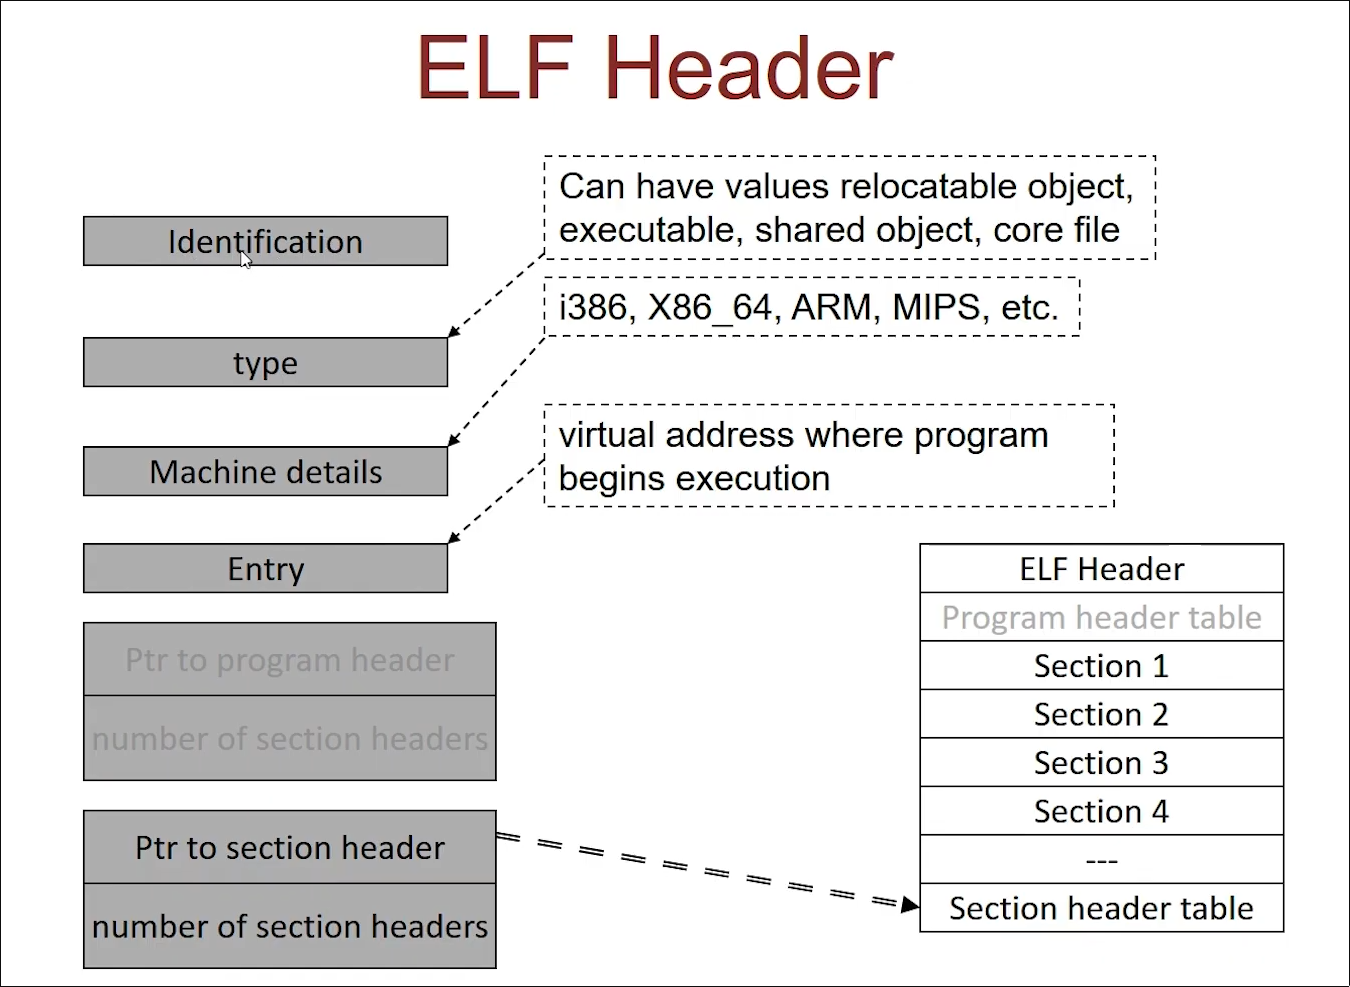 ELF Header
Can have values relocatable object,
executable, shared object, core file
Identification
i386, X86_64, ARM, MIPS, etc.
type
virtual address where program
begins execution
Machine details
Entry
Ptr to program header
number of section headers
Ptr to section header
number of section headers
ELF Header
Program header table
Section 1
Section 2
Section 3
Section 4
---
Section header table